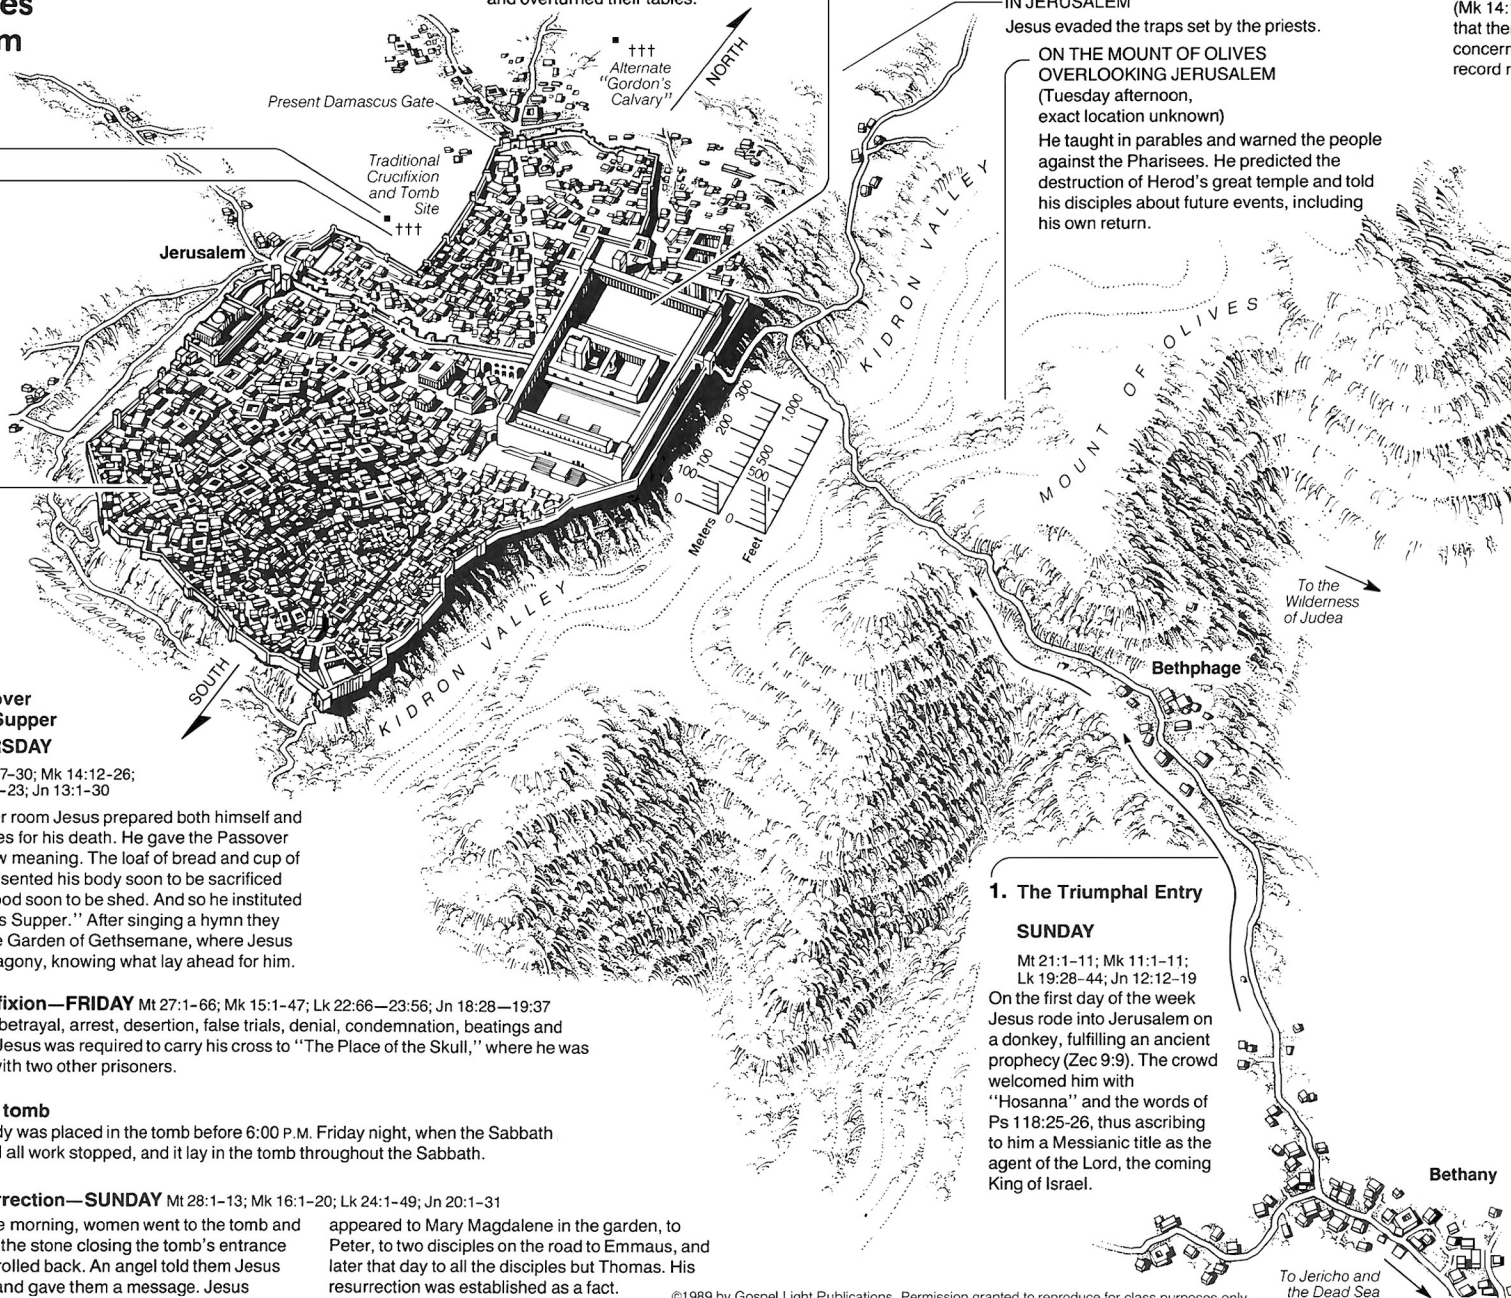 es
m
and overturned their tables.
IN JERUSALEM
Jesus evaded the traps set by the priests.
ON THE MOUNT OF OLIVES
OVERLOOKING JERUSALEM
(Tuesday afternoon,
exact location unknown)
He taught in parables and warned the people
against the Pharisees. He predicted the
destruction of Herod's great temple and told
his disciples about future events, including
his own return.
(Mk 14:
that the
concern
record r
†††
Alternate
"Gordon's
Calvary"
NORTH
Present Damascus Gate
Traditional
Crucifixion
and Tomb
Site
†††
Jerusalem
KIDRON VALLEY
MOUNT OF OLIVES
300
200
100
100
0
Meters
1,000
500
0
Feet
To the
Wilderness
of Judea
KIDRON VALLEY
SOUTH
Bethphage
over
Supper
RSDAY
7-30; Mk 14:12-26;
-23; Jn 13:1-30
r room Jesus prepared both himself and
es for his death. He gave the Passover
w meaning. The loaf of bread and cup of
sented his body soon to be sacrificed
ood soon to be shed. And so he instituted
s Supper." After singing a hymn they
e Garden of Gethsemane, where Jesus
agony, knowing what lay ahead for him.
1. The Triumphal Entry
SUNDAY
Mt 21:1-11; Mk 11:1-11;
Lk 19:28-44; Jn 12:12-19
On the first day of the week
Jesus rode into Jerusalem on
a donkey, fulfilling an ancient
prophecy (Zec 9:9). The crowd
welcomed him with
"Hosanna" and the words of
Ps 118:25-26, thus ascribing
to him a Messianic title as the
agent of the Lord, the coming
King of Israel.
fixion—FRIDAY Mt 27:1-66; Mk 15:1-47; Lk 22:66—23:56; Jn 18:28—19:37
betrayal, arrest, desertion, false trials, denial, condemnation, beatings and
Jesus was required to carry his cross to "The Place of the Skull," where he was
with two other prisoners.
tomb
dy was placed in the tomb before 6:00 P.M. Friday night, when the Sabbath
all work stopped, and it lay in the tomb throughout the Sabbath.
rrection—SUNDAY Mt 28:1-13; Mk 16:1-20; Lk 24:1-49; Jn 20:1-31
e morning, women went to the tomb and
the stone closing the tomb's entrance
rolled back. An angel told them Jesus
and gave them a message. Jesus
appeared to Mary Magdalene in the garden, to
Peter, to two disciples on the road to Emmaus, and
later that day to all the disciples but Thomas. His
resurrection was established as a fact.
Bethany
To Jericho and
the Dead Sea
©1989 by Gospel Light Publications. Permission granted to reproduce for class purposes only.